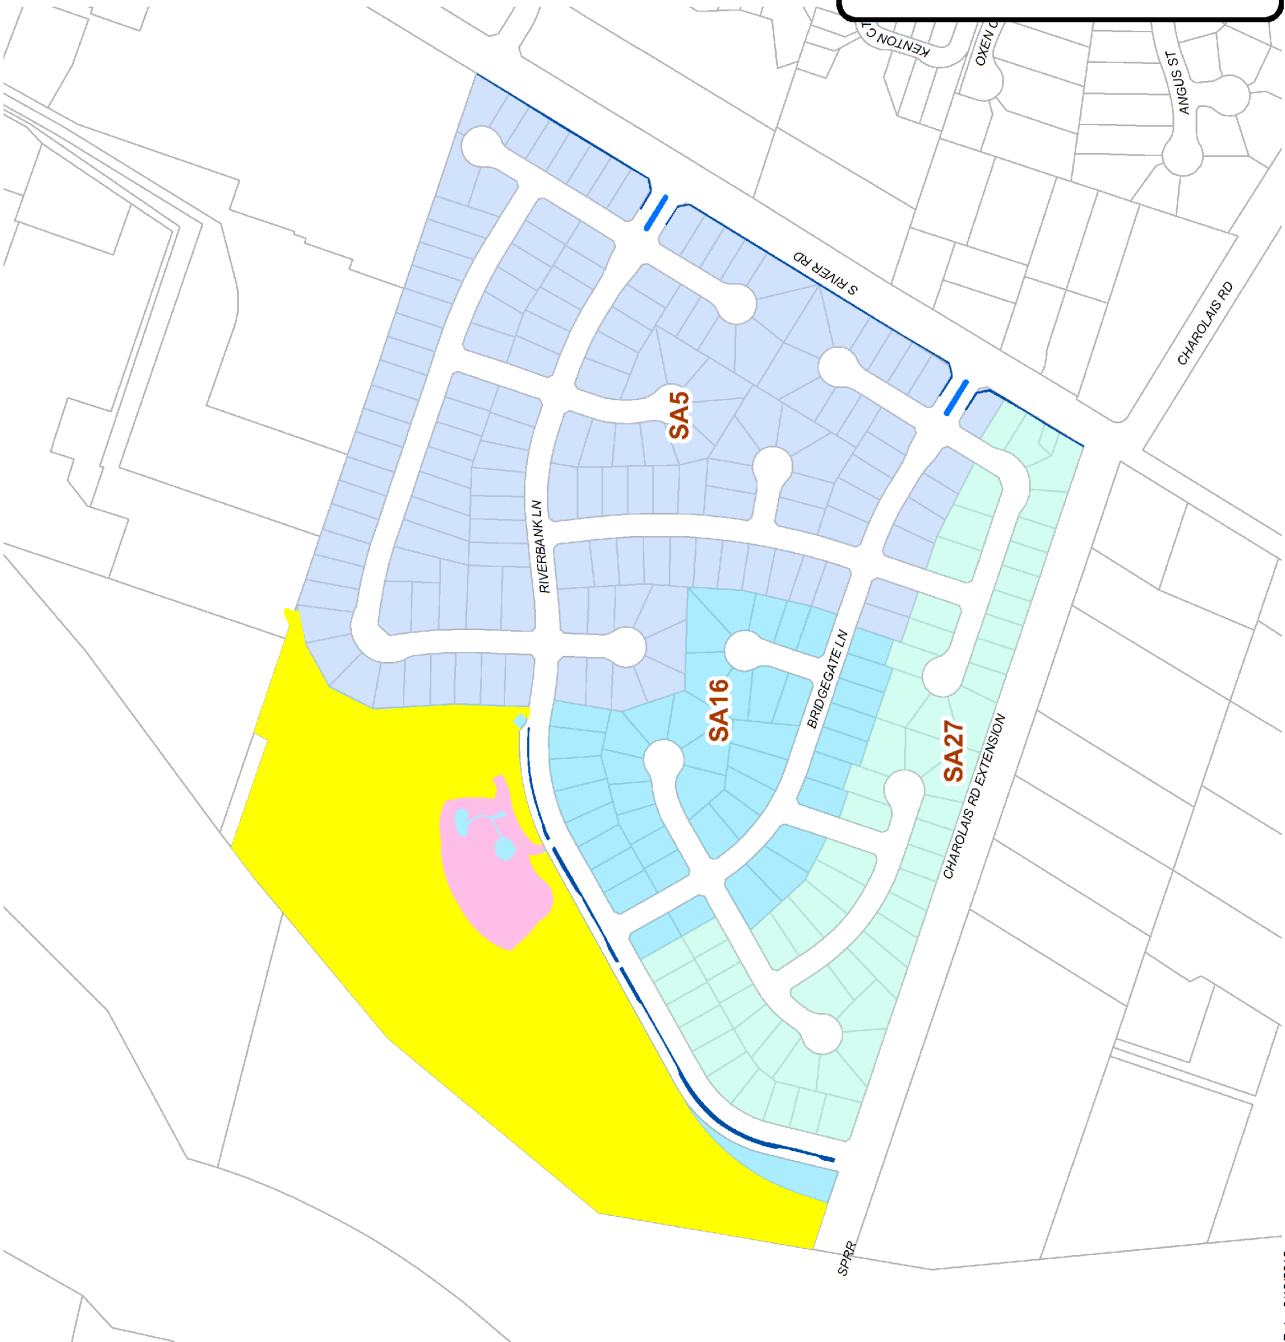 KENTON CT
OXEN C
ANGUS ST
S RIVER RD
CHAROLAIS RD
SA5
RIVERBANK LN
BRIDGEGATE LN
SA16
SA27
CHAROLAIS RD EXTENSION
SPRR